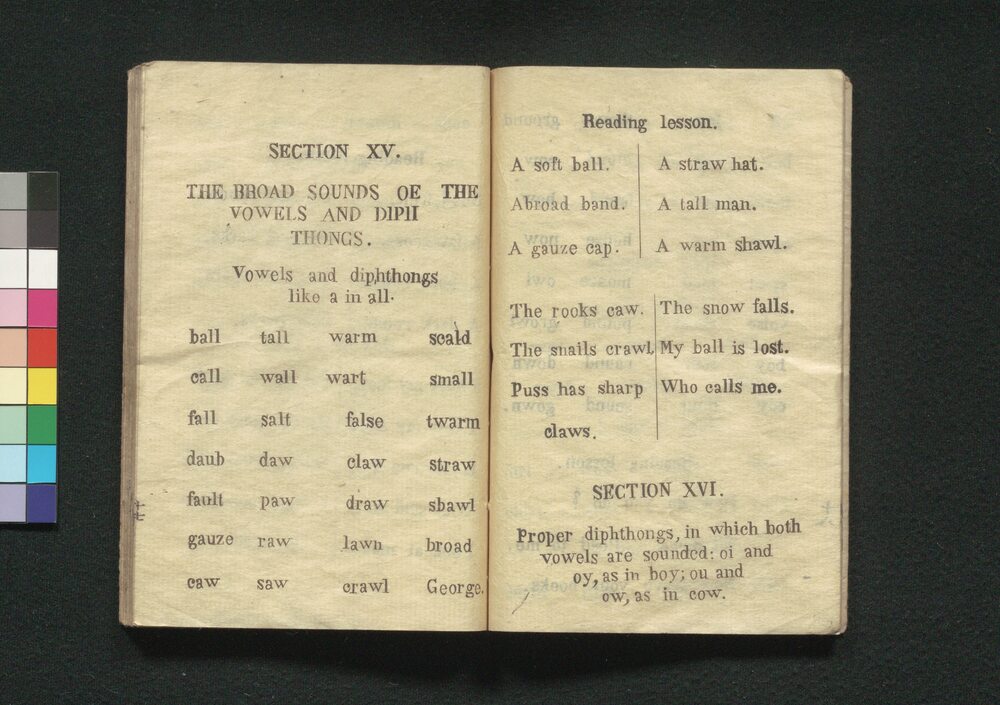 SECTION XV.
THE BROAD SOUNDS OE THE
VOWELS AND DIPII
THONGS.
Vowels and diphthongs
like a in all.
ball tall warm scald
call wall wart small
fall salt false twarm
daub daw claw straw
fault paw draw sbawl
gauze raw lawn broad
caw saw crawl George.
Reading lesson.
A soft ball. A straw hat.
Abroad band. A tall man.
A gauze cap. A warm shawl.
The rooks caw. The snow falls.
The snails crawl. My ball is lost.
Puss has sharp Who calls me.
claws.
SECTION XVI.
Proper diphthongs, in which both
vowels are sounded: oi and
oy, as in boy; ou and
ow, as in cow.